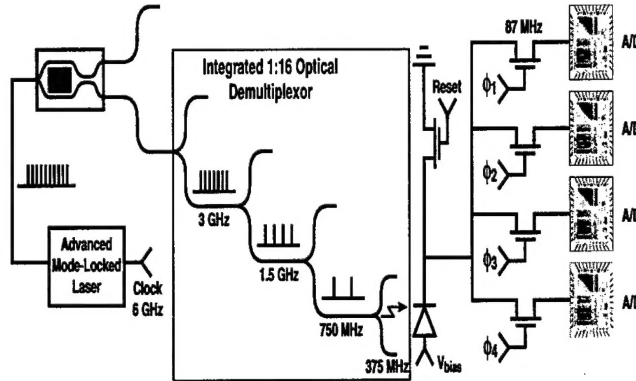 Integrated 1:16 Optical
Demultiplexor
Advanced
Mode-Locked
Laser
Clock
6 GHz
3 GHz
1.5 GHz
750 MHz
375 MHz
Reset
Vbias
87 MHz
ϕ1
ϕ2
ϕ3
ϕ4